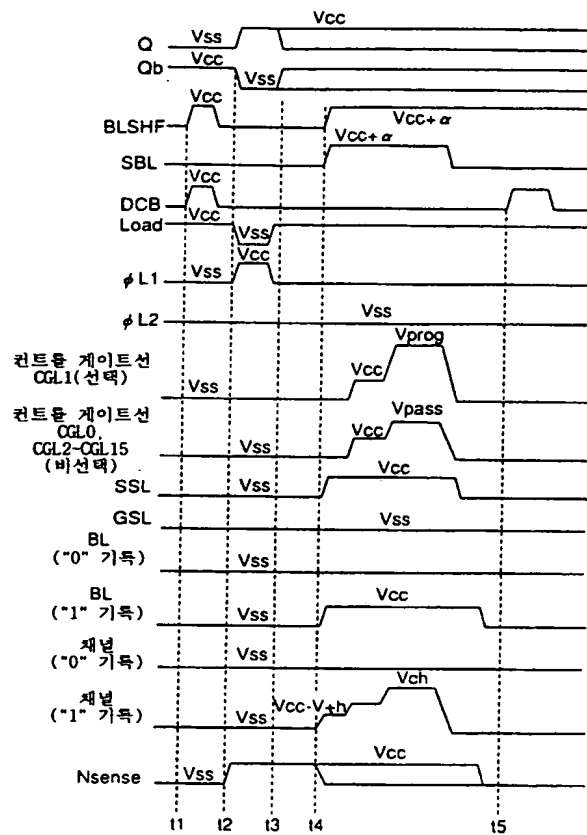 Vcc
Q Vss
Qb Vcc Vss
Vcc
BLSHF Vcc+α
SBL Vcc+α
DCB Vcc
Load Vcc Vss
Vcc
φL1 Vss
φL2 Vss
Vprog
컨트롤 게이트선
CGL1(선택) Vss Vcc
컨트롤 게이트선
CGL0,
CGL2~CGL15
(비선택) Vss Vcc Vpass
SSL Vss Vcc
GSL Vss
BL
("0" 기록) Vss
BL
("1" 기록) Vss Vcc
채널
("0" 기록) Vss
채널
("1" 기록) Vss Vcc-V+h Vch
Nsense Vss Vcc
t1 t2 t3 t4 t5